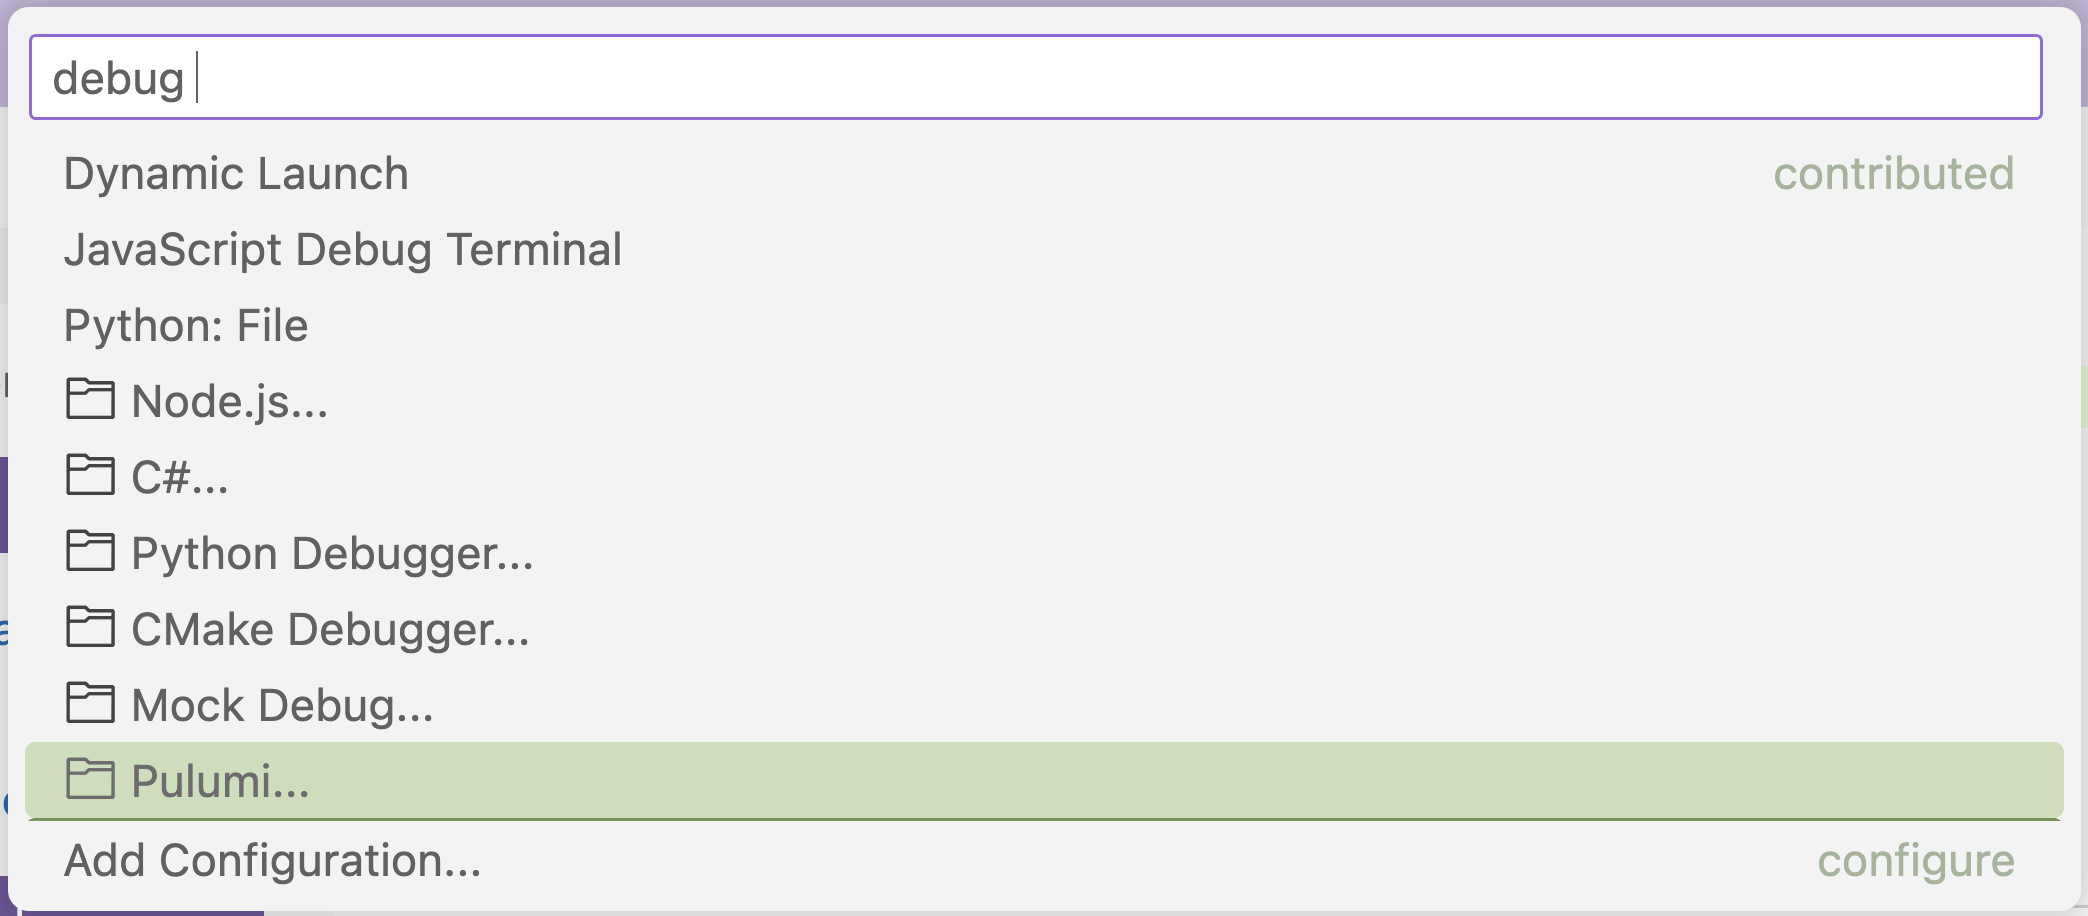 debug
Dynamic Launch contributed
JavaScript Debug Terminal
Python: File
Node.js...
C#...
Python Debugger...
CMake Debugger...
Mock Debug...
Pulumi...
Add Configuration... configure